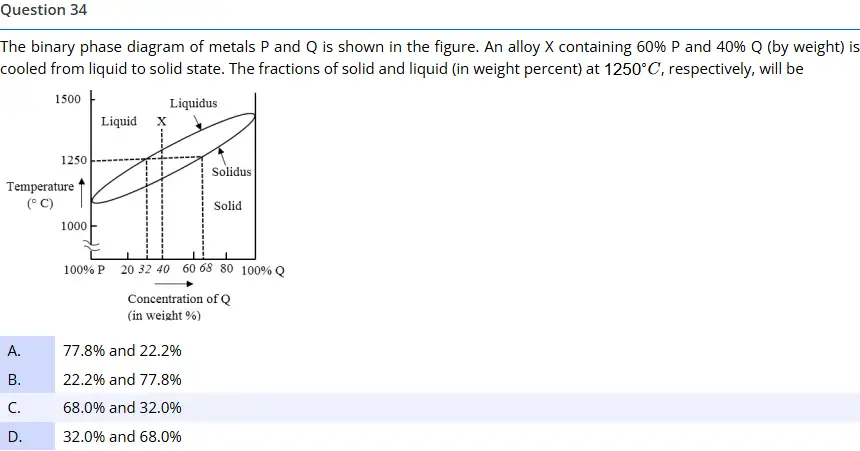 Question 34
The binary phase diagram of metals P and Q is shown in the figure. An alloy X containing 60% P and 40% Q (by weight) is
cooled from liquid to solid state. The fractions of solid and liquid (in weight percent) at 1250°C, respectively, will be
1500
Liquidus
Liquid X
1250
Solidus
Temperature
(° C)
Solid
1000
100% P 20 32 40 60 68 80 100% Q
Concentration of Q
(in weight %)
A. 77.8% and 22.2%
B. 22.2% and 77.8%
C. 68.0% and 32.0%
D. 32.0% and 68.0%